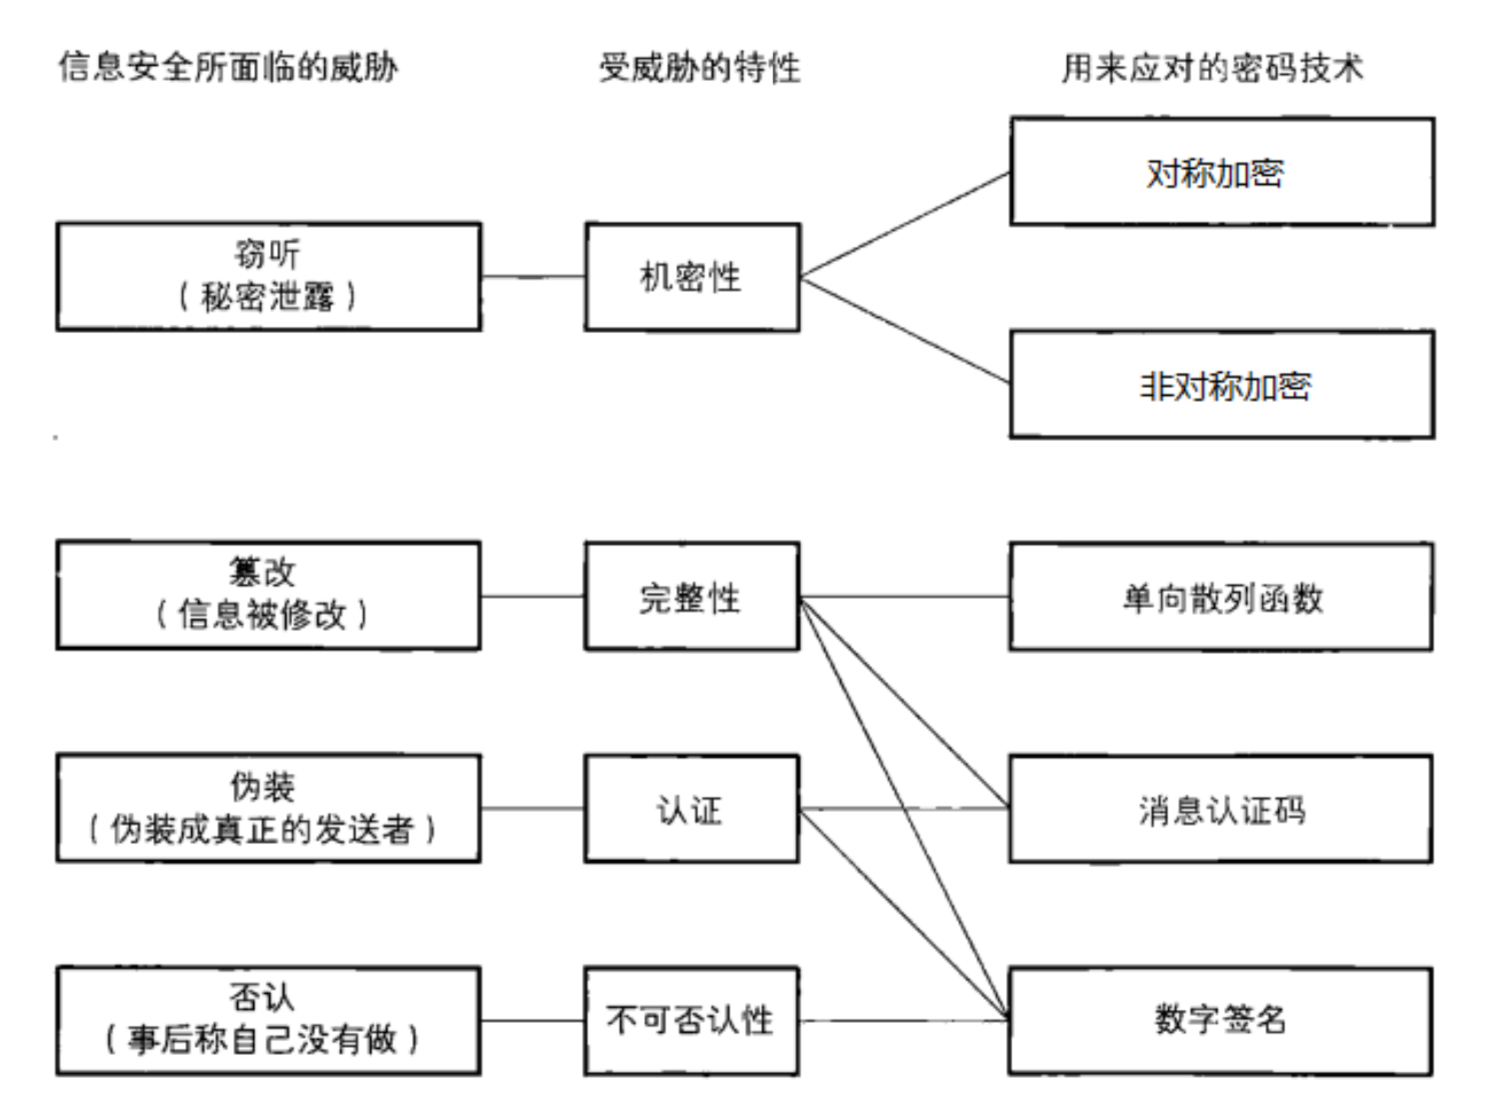 信息安全所面临的威胁
受威胁的特性
用来应对的密码技术
对称加密
窃听
（秘密泄露）
机密性
非对称加密
篡改
（信息被修改）
完整性
单向散列函数
伪装
（伪装成真正的发送者）
认证
消息认证码
否认
（事后称自己没有做）
不可否认性
数字签名